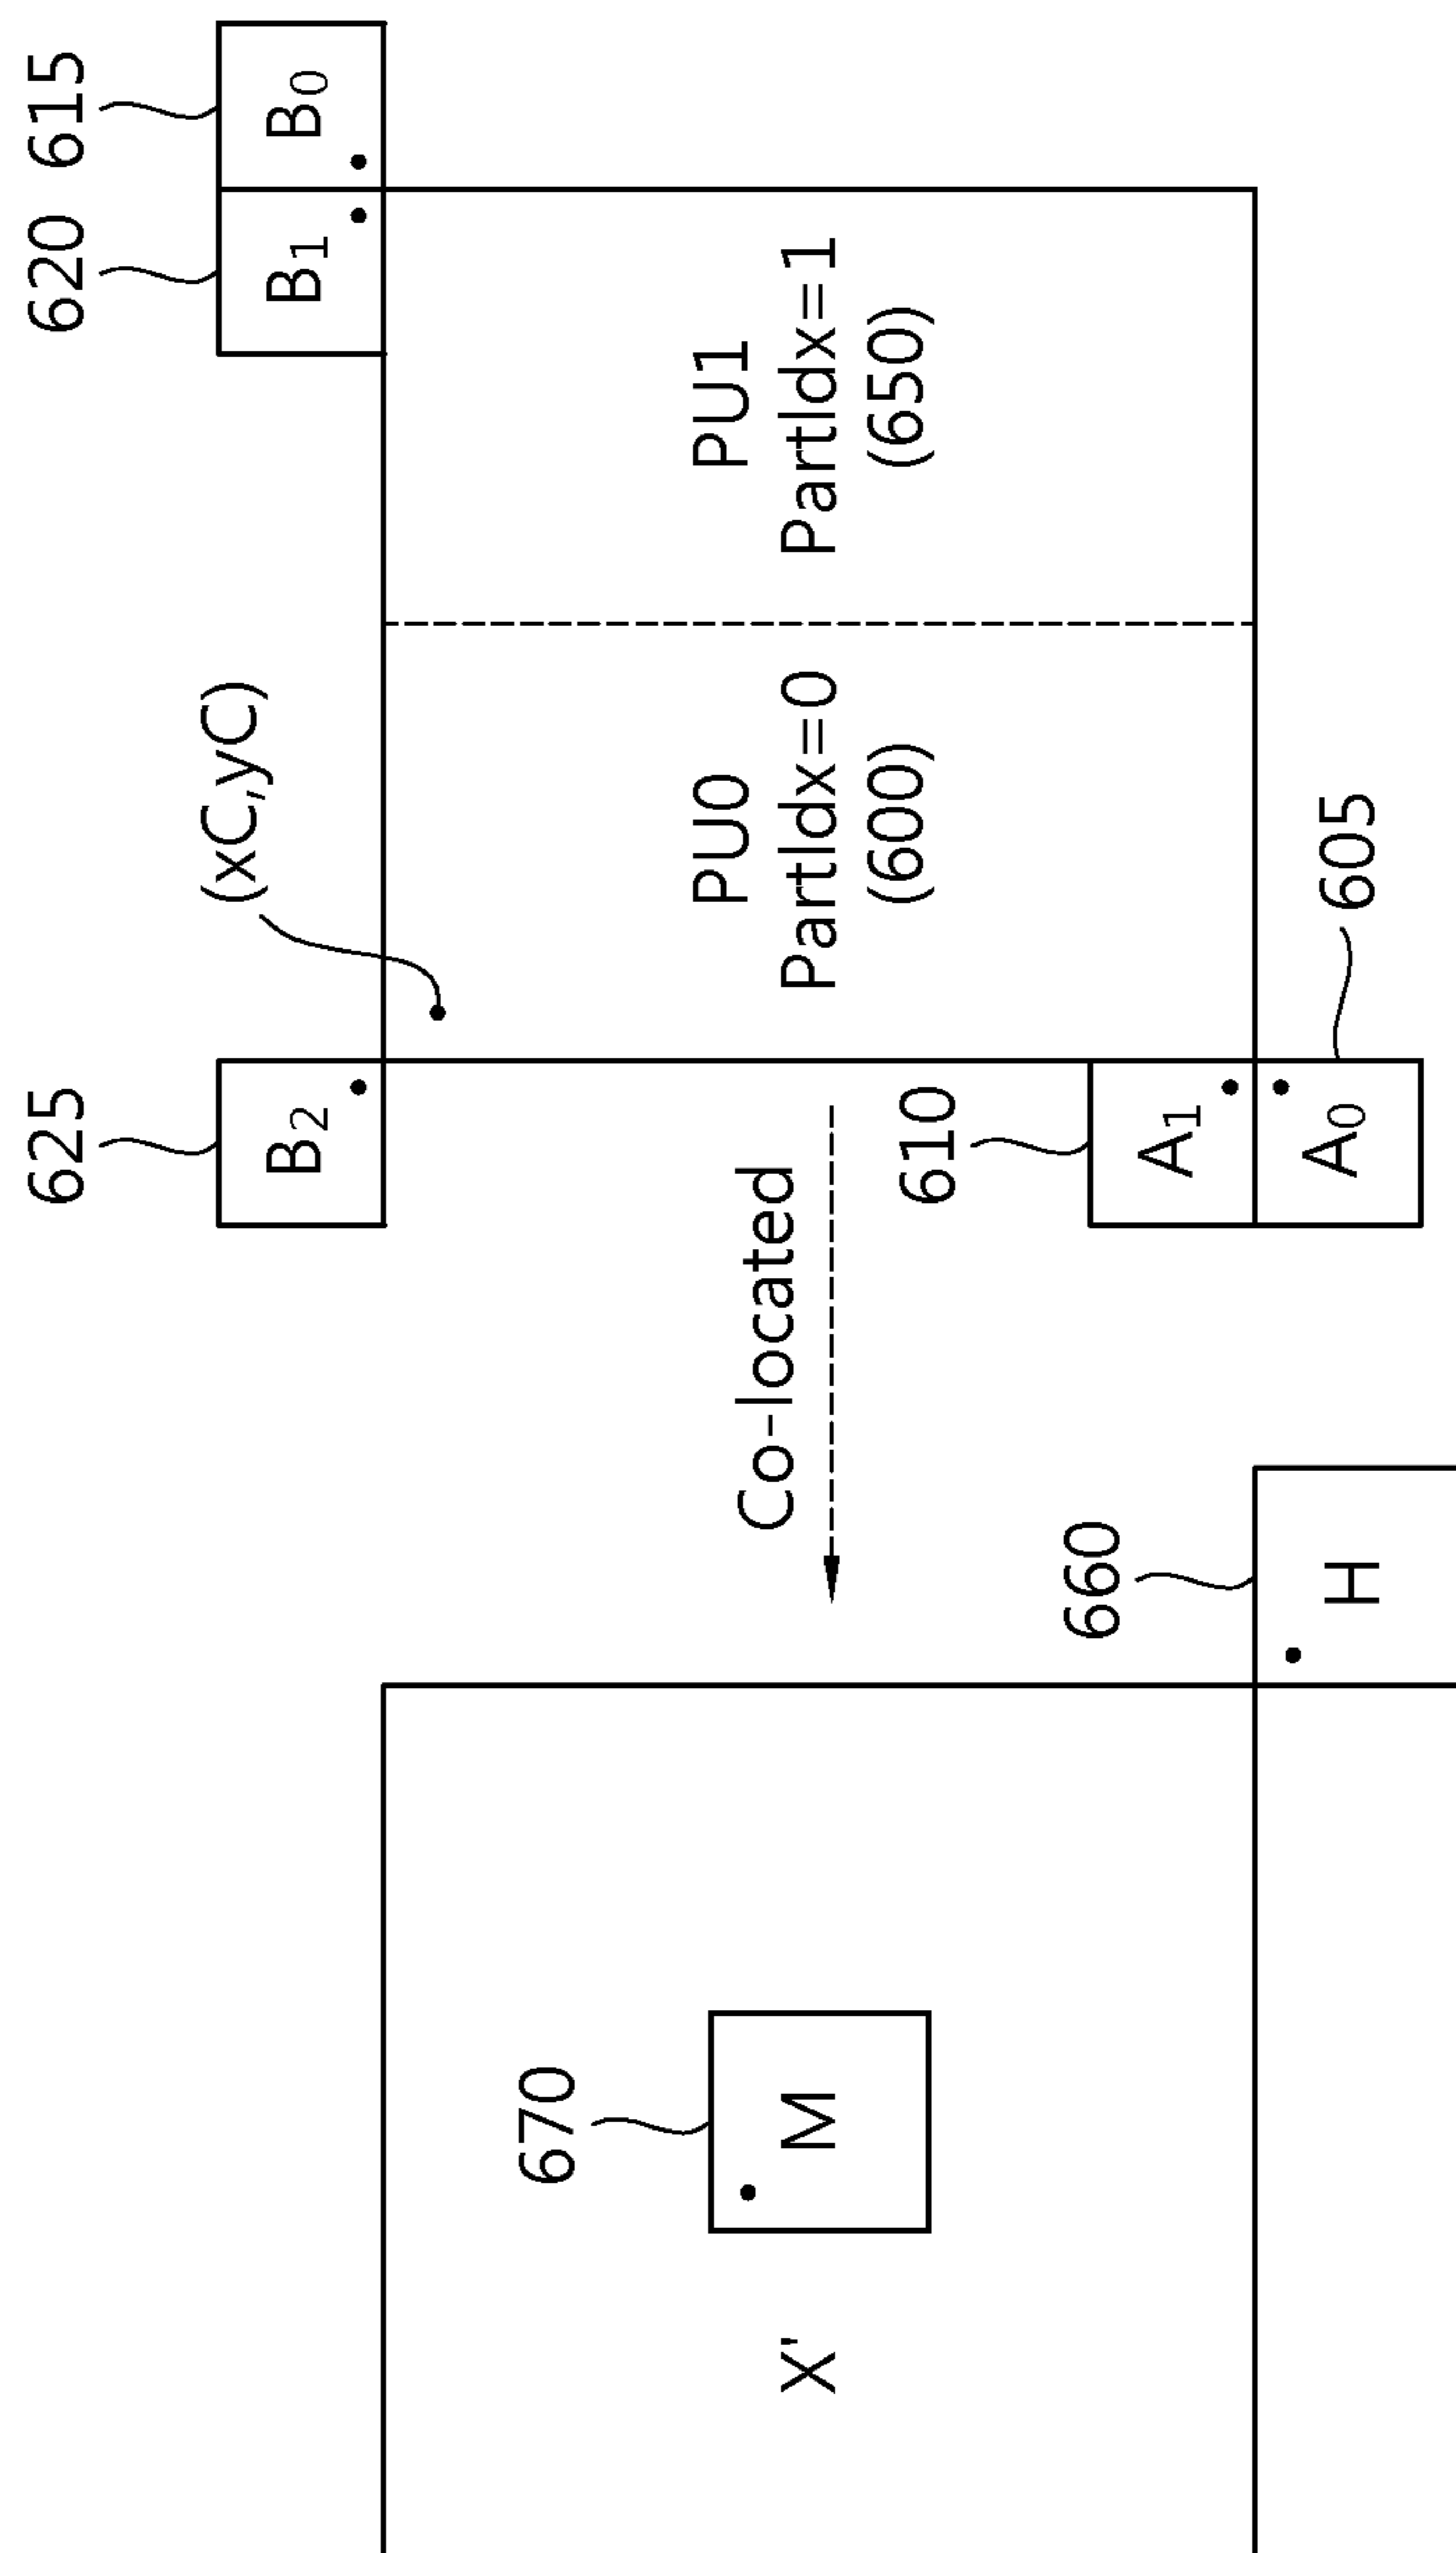 625
(xC,yC)
620
615
B2
B1
B0
670
Co-located
PU0
PartIdx=0
(600)
PU1
PartIdx=1
(650)
X'
M
610
A1
660
H
A0
605